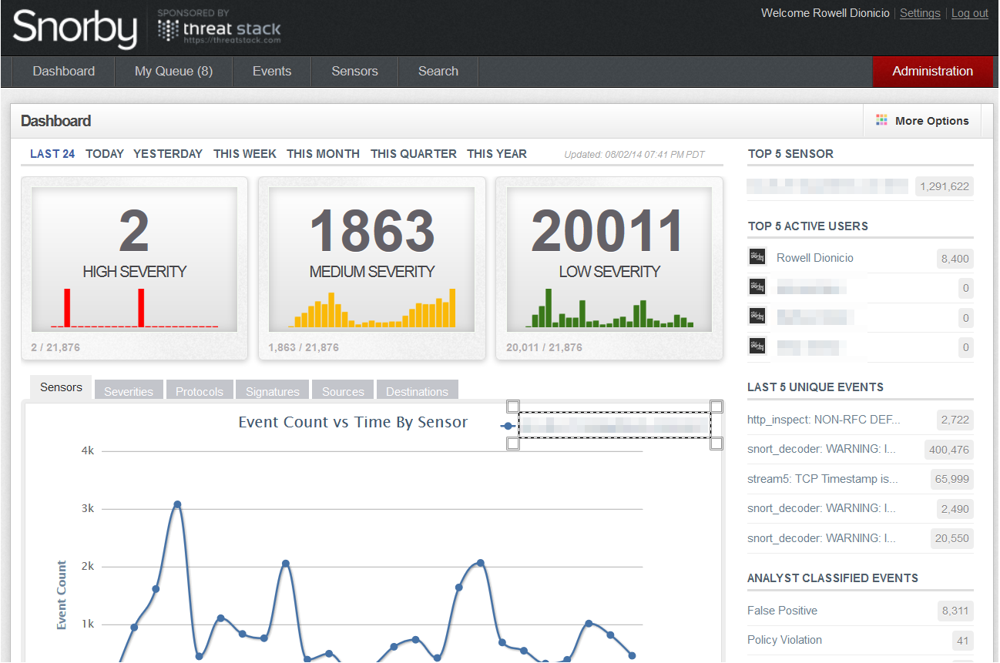 Snorby
SPONSORED BY
threat stack
https://threatstack.com
Welcome Rowell Dionicio | Settings | Log out
Dashboard
My Queue (8)
Events
Sensors
Search
Administration
Dashboard
More Options
LAST 24 TODAY YESTERDAY THIS WEEK THIS MONTH THIS QUARTER THIS YEAR
Updated: 08/02/14 07:41 PM PDT
2
HIGH SEVERITY
2 / 21,876
1863
MEDIUM SEVERITY
1,863 / 21,876
20011
LOW SEVERITY
20,011 / 21,876
Sensors
Severities
Protocols
Signatures
Sources
Destinations
Event Count vs Time By Sensor
4k
3k
2k
1k
Event Count
TOP 5 SENSOR
1,291,622
TOP 5 ACTIVE USERS
Rowell Dionicio 8,400
0
0
0
LAST 5 UNIQUE EVENTS
http_inspect: NON-RFC DEF... 2,722
snort_decoder: WARNING: I... 400,476
stream5: TCP Timestamp is... 65,999
snort_decoder: WARNING: I... 2,490
snort_decoder: WARNING: I... 20,550
ANALYST CLASSIFIED EVENTS
False Positive 8,311
Policy Violation 41